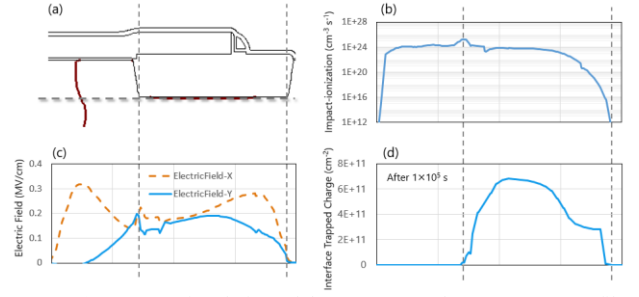 (a)
(b)
1E+28
1E+24
1E+20
1E+16
1E+12
Impact-ionization (cm-3 s-1)
(c)
0.4
0.3
0.2
0.1
0
Electric Field (MV/cm)
ElectricField-X
ElectricField-Y
(d)
8E+11
6E+11
4E+11
2E+11
0
Interface Trapped Charge (cm-2)
After 1×10⁵ s